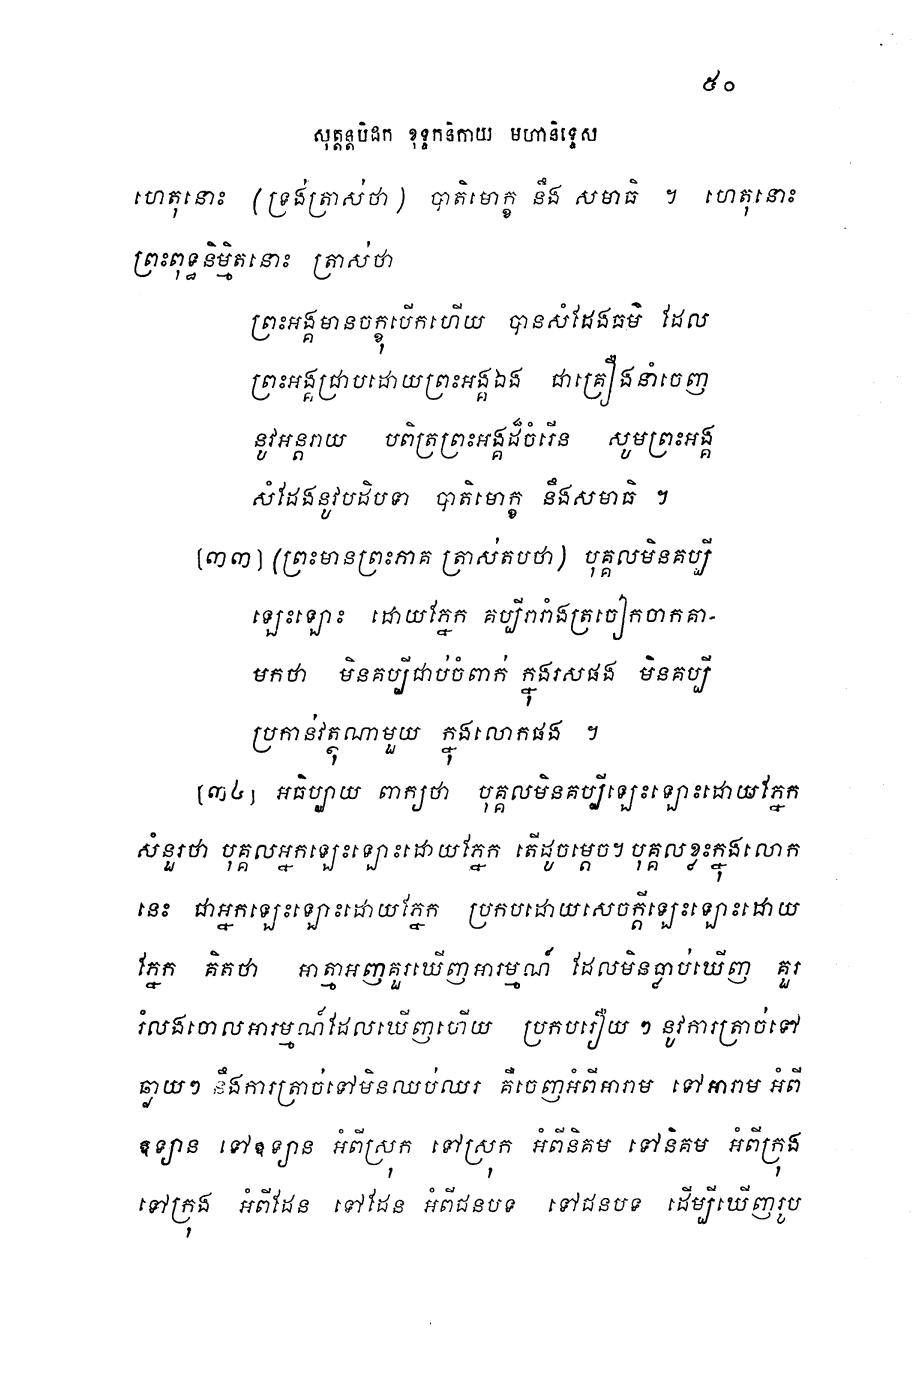 ៥០
សុត្តន្តបិដក ខុទ្ទកនិកាយ មហានិទ្ទេស
ហេតុនោះ (ទ្រង់ត្រាស់ថា) បាតិមោក្ខ នឹង សមាធិ ។ ហេតុនោះ
ព្រះពុទ្ធនិម្មិតនោះ ត្រាស់ថា
ព្រះអង្គមានចក្ខុបើកហើយ បានសំដែងធម៌ ដែល
ព្រះអង្គជ្រាបដោយព្រះអង្គឯង ជាគ្រឿងនាំចេញ
នូវអន្តរាយ បពិត្រព្រះអង្គដ៏ចំរើន សូមព្រះអង្គ
សំដែងនូវបដិបទា បាតិមោក្ខ នឹងសមាធិ ។
[៣៣] (ព្រះមានព្រះភាគ ត្រាស់តបថា) បុគ្គលមិនគប្បី
ឡេះឡោះ ដោយភ្នែក គប្បីរារាំងត្រចៀកចាកគា-
មកថា មិនគប្បីជាប់ចំពាក់ ក្នុងរសផង មិនគប្បី
ប្រកាន់វត្ថុណាមួយ ក្នុងលោកផង ។
[៣៤] អធិប្បាយ ពាក្យថា បុគ្គលមិនគប្បីឡេះឡោះដោយភ្នែក
សំនួរថា បុគ្គលអ្នកឡេះឡោះដោយភ្នែក តើដូចម្តេច។ បុគ្គលខ្វះក្នុងលោក
នេះ ជាអ្នកឡេះឡោះដោយភ្នែក ប្រកបដោយសេចក្តីឡេះឡោះដោយ
ភ្នែក គិតថា អាត្មាអញគួរឃើញអារម្មណ៍ ដែលមិនធ្លាប់ឃើញ គួរ
រំលងចោលអារម្មណ៍ដែលឃើញហើយ ប្រកបរឿយ ៗ នូវការត្រាច់ទៅ
ឆ្ងាយៗ នឹងការត្រាច់ទៅមិនឈប់ឈរ គឺចេញអំពីអារាម ទៅអារាម អំពី
ឧទ្យាន ទៅឧទ្យាន អំពីស្រុក ទៅស្រុក អំពីនិគម ទៅនិគម អំពីក្រុង
ទៅក្រុង អំពីដែន ទៅដែន អំពីជនបទ ទៅជនបទ ដើម្បីឃើញរូប